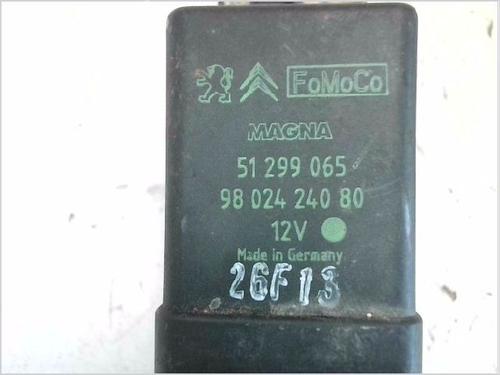 FoMoCo
MAGNA
51 299 065
98 024 240 80
12V
Made in Germany
26F13